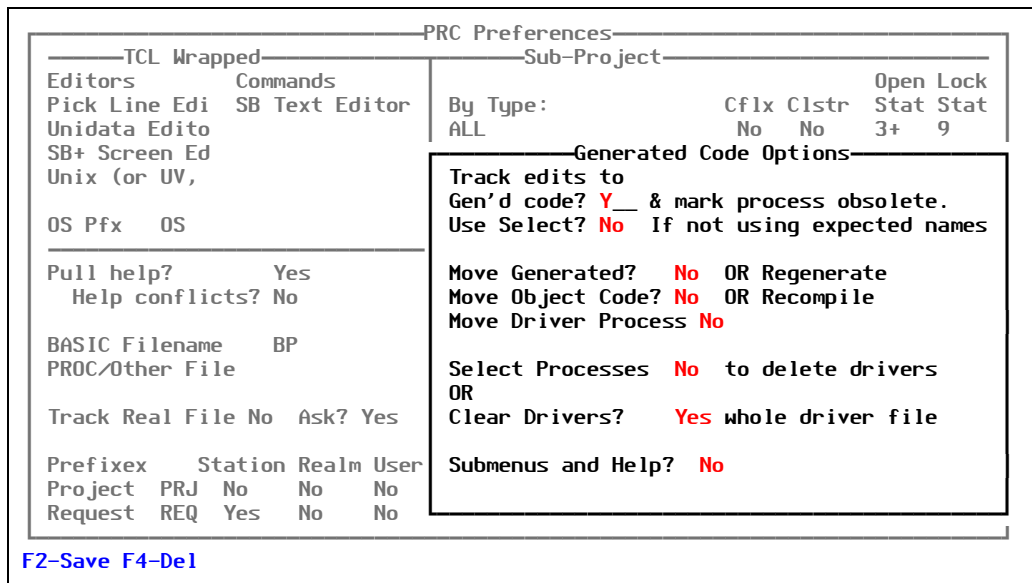 PRC Preferences
TCL Wrapped Sub-Project
Editors Commands Open Lock
Pick Line Edi SB Text Editor By Type: Cflx Clstr Stat Stat
Unidata Edito ALL No No 3+ 9
SB+ Screen Ed Generated Code Options
Unix (or UV, Track edits to
Gen'd code? Y__ & mark process obsolete.
OS Pfx OS Use Select? No If not using expected names
Pull help? Yes Move Generated? No OR Regenerate
Help conflicts? No Move Object Code? No OR Recompile
Move Driver Process No
BASIC Filename BP
PROC/Other File Select Processes No to delete drivers
OR
Track Real File No Ask? Yes Clear Drivers? Yes whole driver file
Prefixex Station Realm User Submenus and Help? No
Project PRJ No No No
Request REQ Yes No No
F2-Save F4-Del